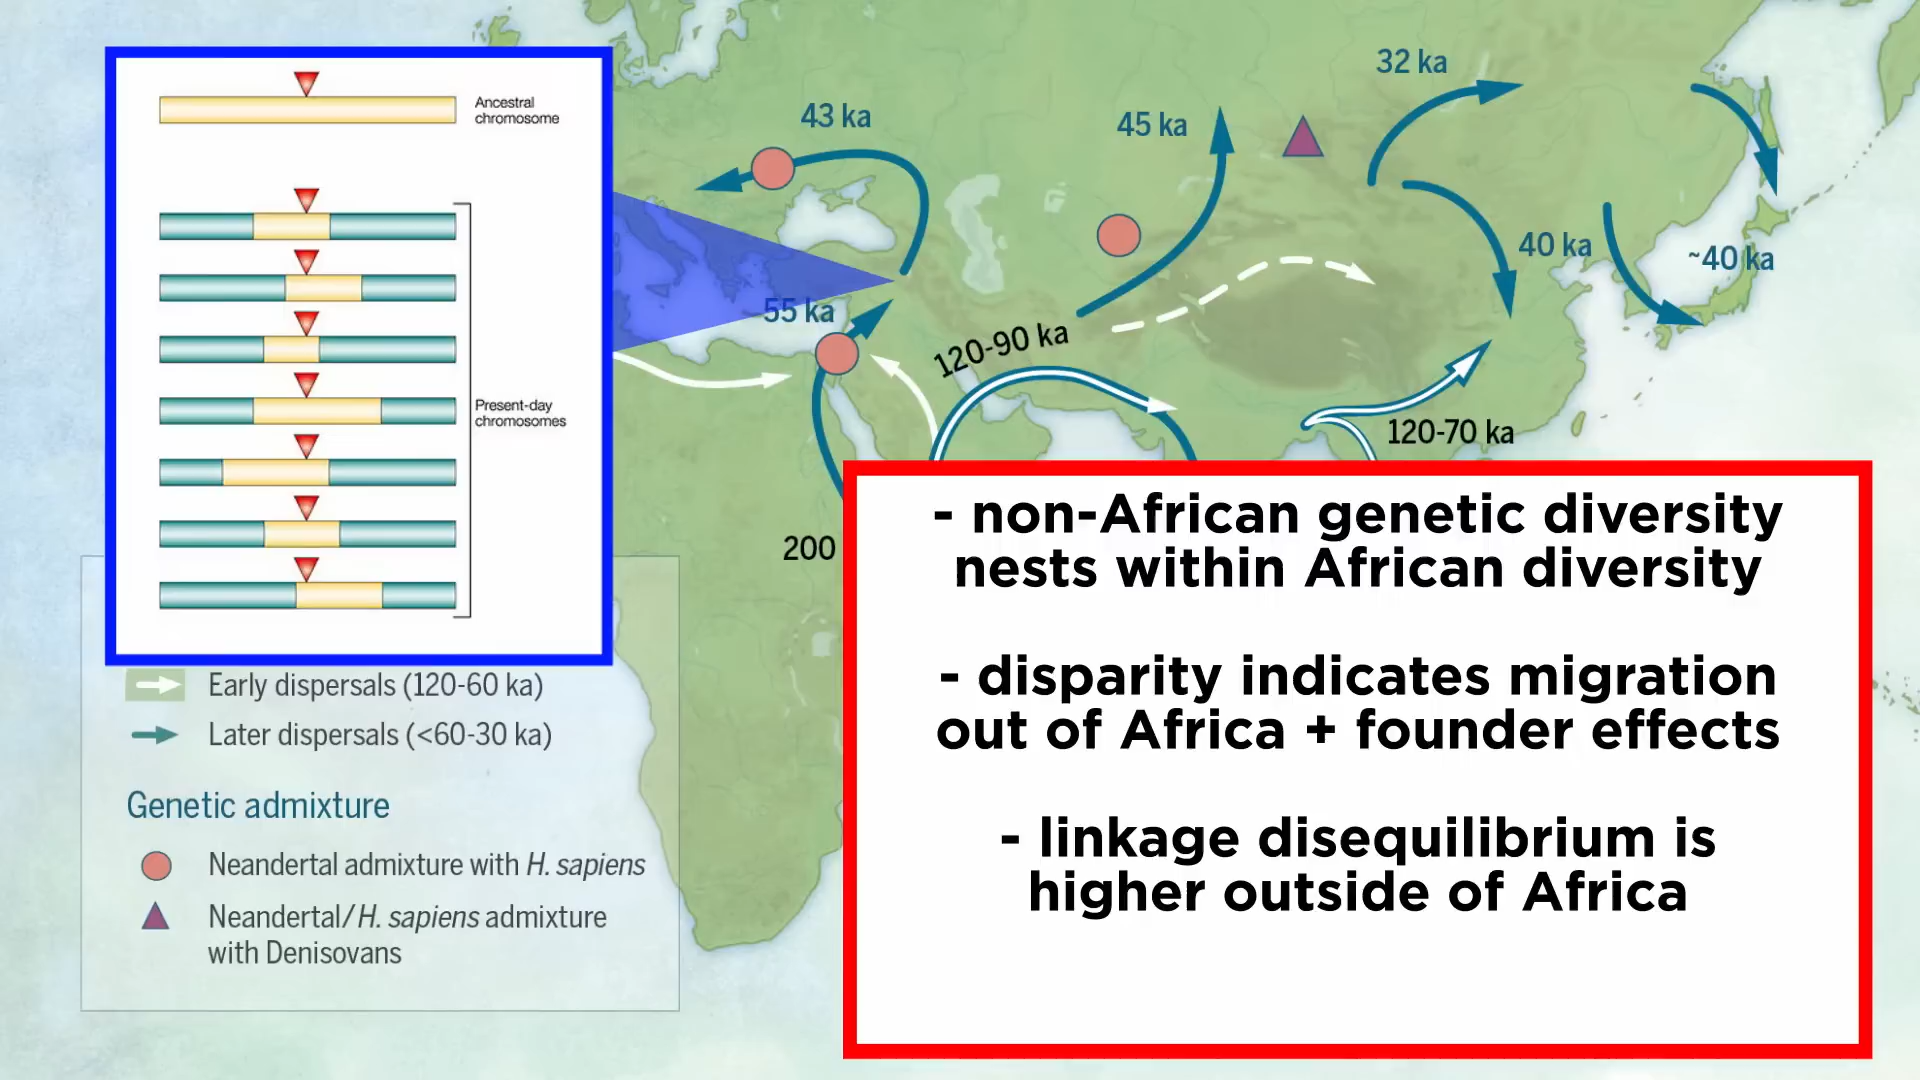 Ancestral
chromosome
Present-day
chromosomes
43 ka
45 ka
32 ka
40 ka
~40 ka
55 ka
120-90 ka
120-70 ka
200
Early dispersals (120-60 ka)
Later dispersals (<60-30 ka)
Genetic admixture
Neandertal admixture with H. sapiens
Neandertal/H. sapiens admixture
with Denisovans
- non-African genetic diversity
nests within African diversity
- disparity indicates migration
out of Africa + founder effects
- linkage disequilibrium is
higher outside of Africa